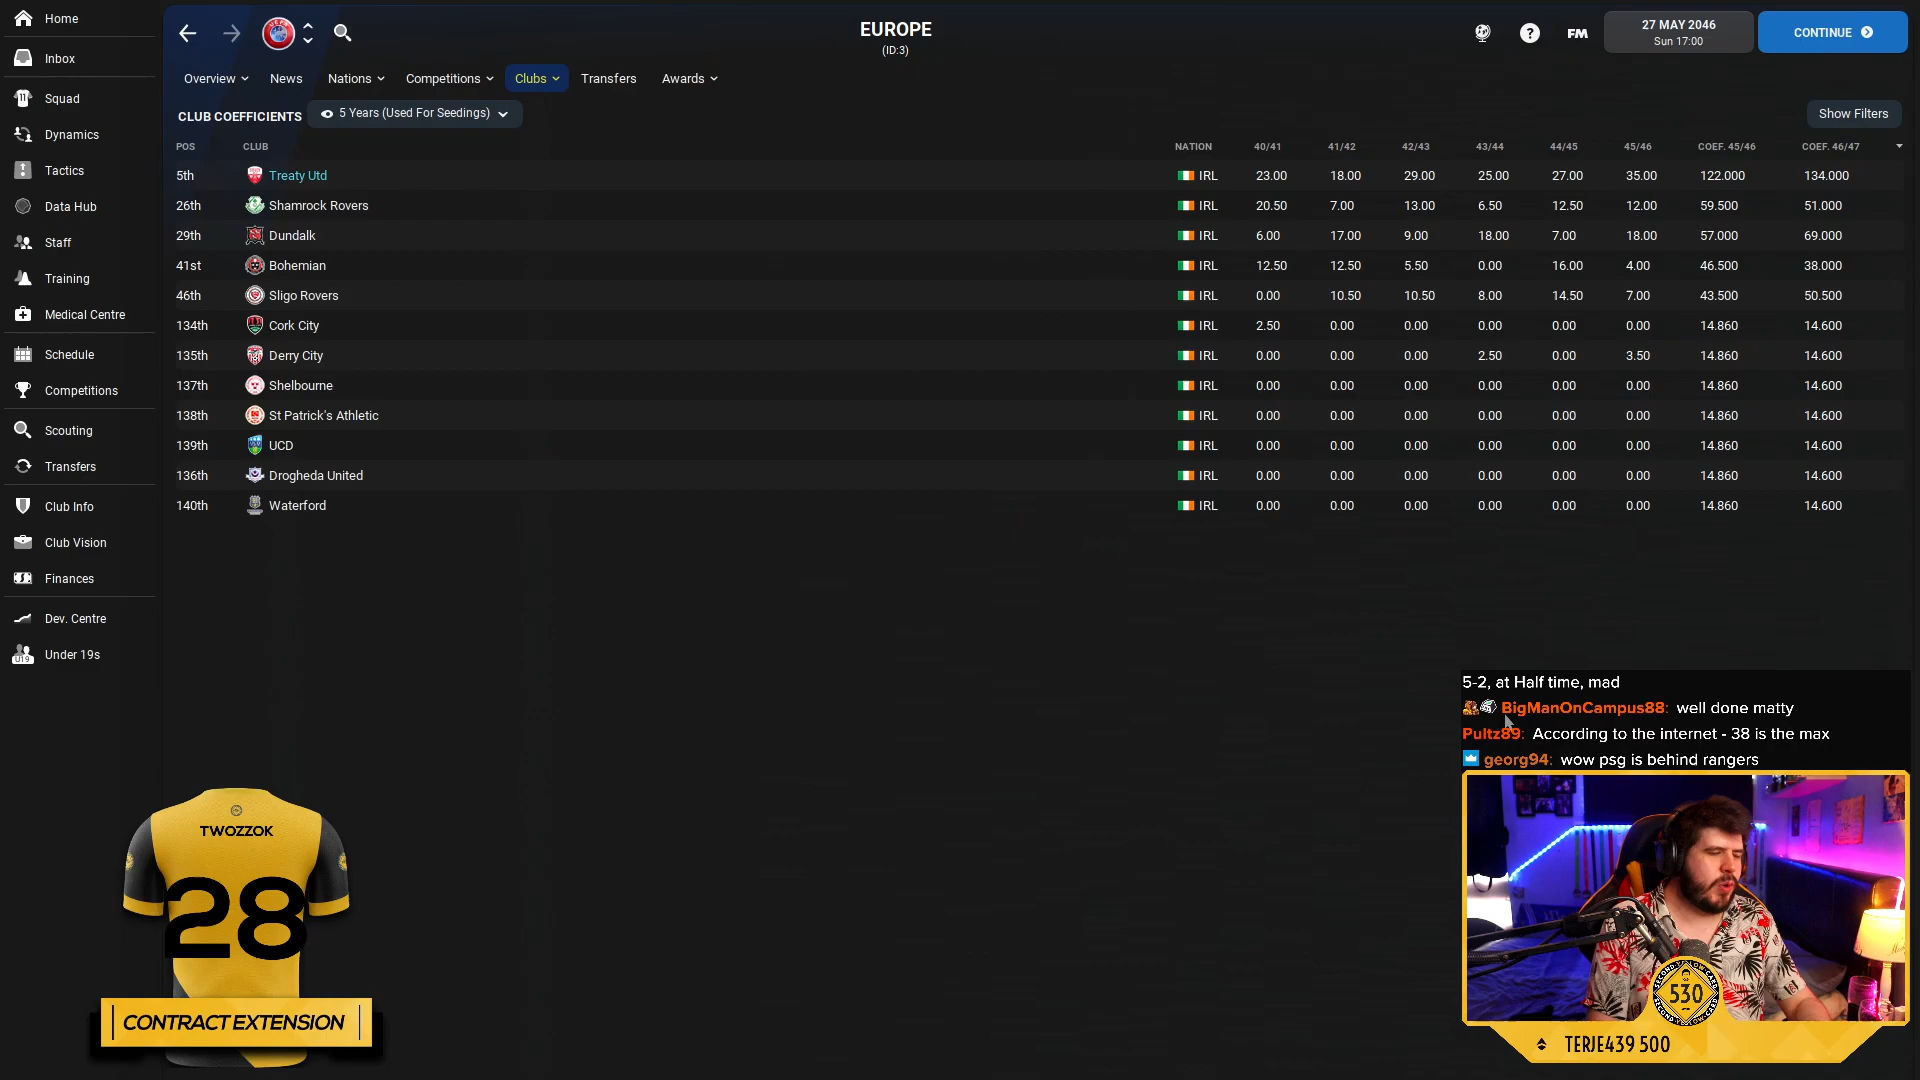 Home
Inbox
Squad
Dynamics
Tactics
Data Hub
Staff
Training
Medical Centre
Schedule
Competitions
Scouting
Transfers
Club Info
Club Vision
Finances
Dev. Centre
Under 19s
EUROPE
(ID:3)
FM
27 MAY 2046
Sun 17:00
CONTINUE
Overview News Nations Competitions Clubs Transfers Awards
CLUB COEFFICIENTS 5 Years (Used For Seedings) Show Filters
POS CLUB NATION 40/41 41/42 42/43 43/44 44/45 45/46 COEF. 45/46 COEF. 46/47
5th Treaty Utd IRL 23.00 18.00 29.00 25.00 27.00 35.00 122.000 134.000
26th Shamrock Rovers IRL 20.50 7.00 13.00 6.50 12.50 12.00 59.500 51.000
29th Dundalk IRL 6.00 17.00 9.00 18.00 7.00 18.00 57.000 69.000
41st Bohemian IRL 12.50 12.50 5.50 0.00 16.00 4.00 46.500 38.000
46th Sligo Rovers IRL 0.00 10.50 10.50 8.00 14.50 7.00 43.500 50.500
134th Cork City IRL 2.50 0.00 0.00 0.00 0.00 0.00 14.860 14.600
135th Derry City IRL 0.00 0.00 0.00 2.50 0.00 3.50 14.860 14.600
137th Shelbourne IRL 0.00 0.00 0.00 0.00 0.00 0.00 14.860 14.600
138th St Patrick's Athletic IRL 0.00 0.00 0.00 0.00 0.00 0.00 14.860 14.600
139th UCD IRL 0.00 0.00 0.00 0.00 0.00 0.00 14.860 14.600
136th Drogheda United IRL 0.00 0.00 0.00 0.00 0.00 0.00 14.860 14.600
140th Waterford IRL 0.00 0.00 0.00 0.00 0.00 0.00 14.860 14.600
5-2, at Half time, mad
BigManOnCampus88: well done matty
Pultz89: According to the internet - 38 is the max
georg94: wow psg is behind rangers
TWOZZOK
28
CONTRACT EXTENSION
530
TERJE439 500